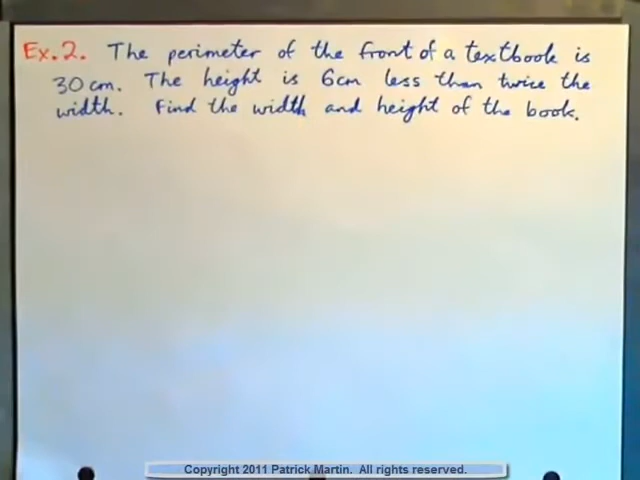 Ex.2. The perimeter of the front of a textbook is
30 cm. The height is 6cm less than twice the
width. Find the width and height of the book.
Copyright 2011 Patrick Martin. All rights reserved.